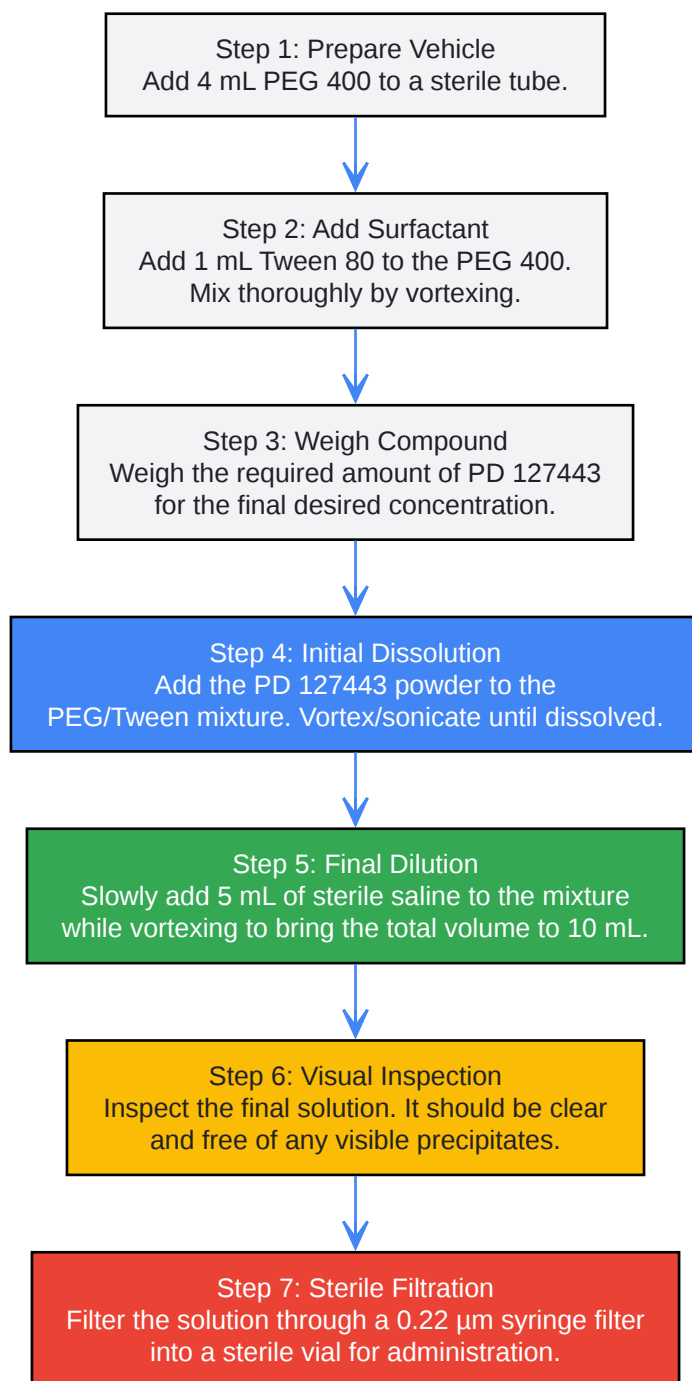 Step 1: Prepare Vehicle
Add 4 mL PEG 400 to a sterile tube.
Step 2: Add Surfactant
Add 1 mL Tween 80 to the PEG 400.
Mix thoroughly by vortexing.
Step 3: Weigh Compound
Weigh the required amount of PD 127443
for the final desired concentration.
Step 4: Initial Dissolution
Add the PD 127443 powder to the
PEG/Tween mixture. Vortex/sonicate until dissolved.
Step 5: Final Dilution
Slowly add 5 mL of sterile saline to the mixture
while vortexing to bring the total volume to 10 mL.
Step 6: Visual Inspection
Inspect the final solution. It should be clear
and free of any visible precipitates.
Step 7: Sterile Filtration
Filter the solution through a 0.22 µm syringe filter
into a sterile vial for administration.